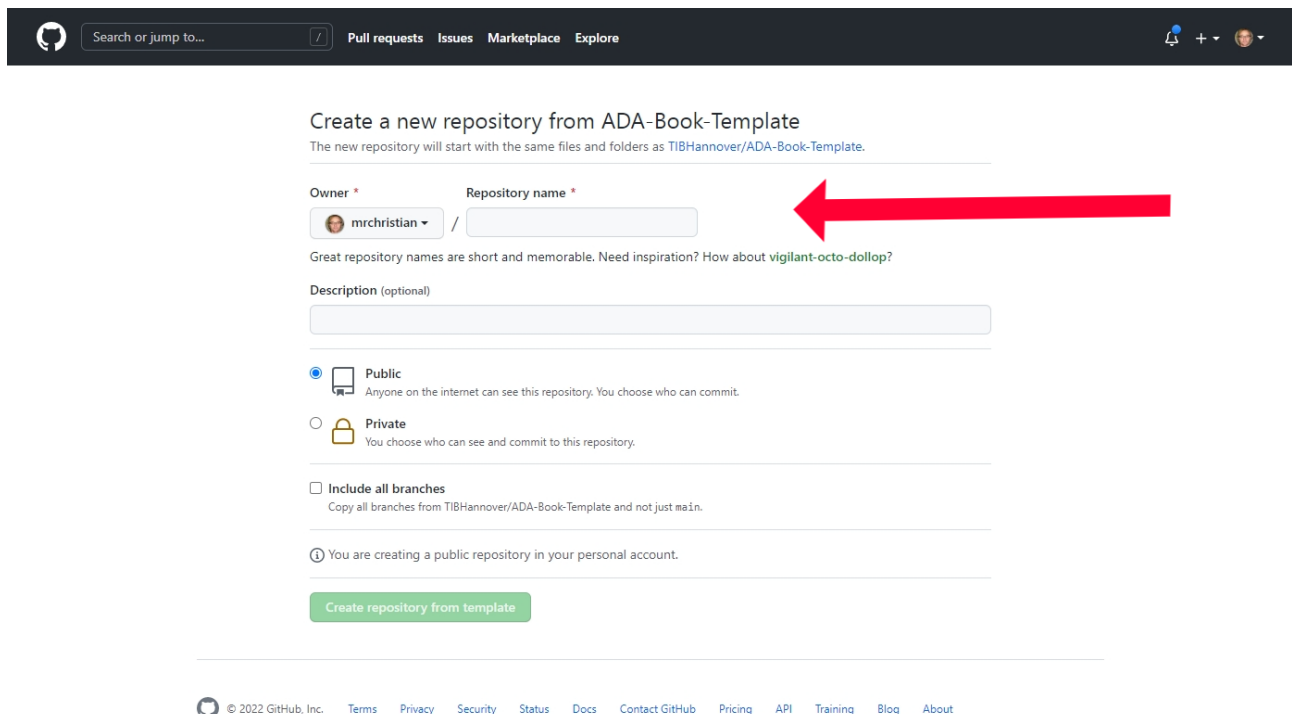 Search or jump to... / Pull requests Issues Marketplace Explore
Create a new repository from ADA-Book-Template
The new repository will start with the same files and folders as TIBHannover/ADA-Book-Template.
Owner * Repository name *
mrchristian /
Great repository names are short and memorable. Need inspiration? How about vigilant-octo-dollop?
Description (optional)
Public
Anyone on the internet can see this repository. You choose who can commit.
Private
You choose who can see and commit to this repository.
Include all branches
Copy all branches from TIBHannover/ADA-Book-Template and not just main.
You are creating a public repository in your personal account.
Create repository from template
© 2022 GitHub, Inc. Terms Privacy Security Status Docs Contact GitHub Pricing API Training Blog About